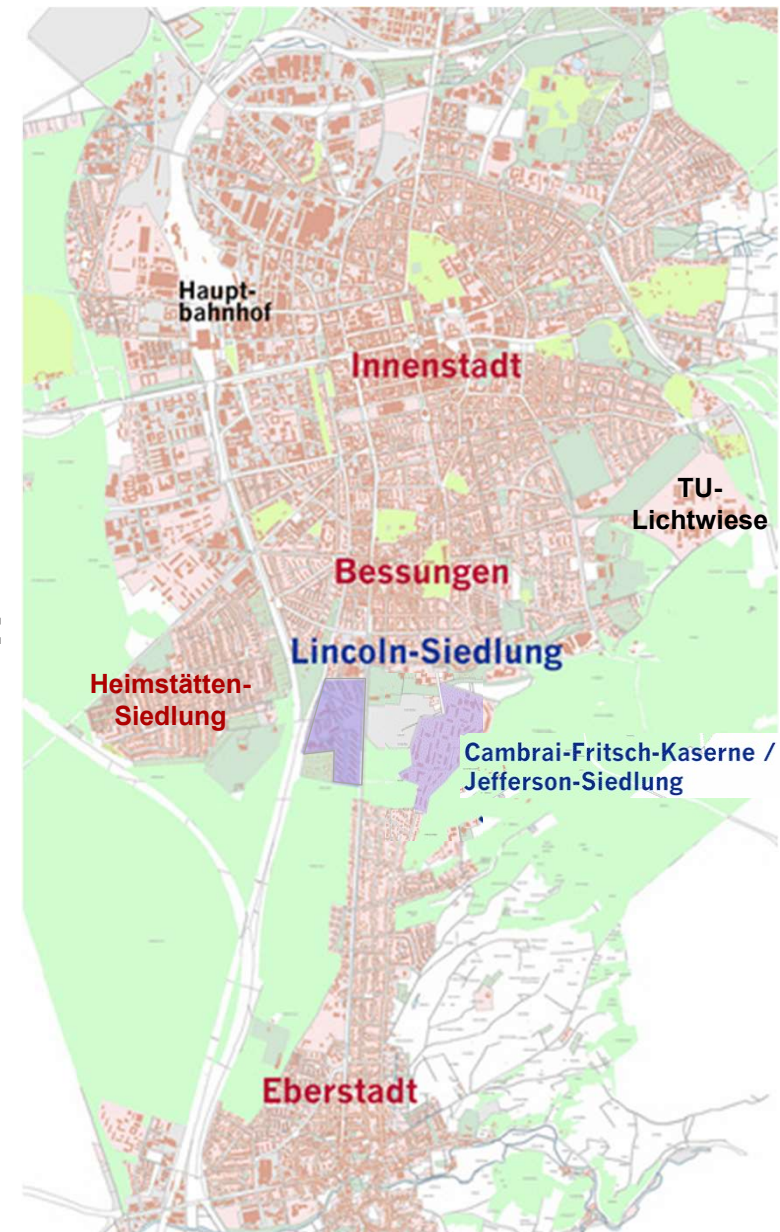 Haupt-
bahnhof
Innenstadt
TU-
Lichtwiese
Bessungen
Lincoln-Siedlung
Heimstätten-
Siedlung
Cambrai-Fritsch-Kaserne /
Jefferson-Siedlung
Eberstadt